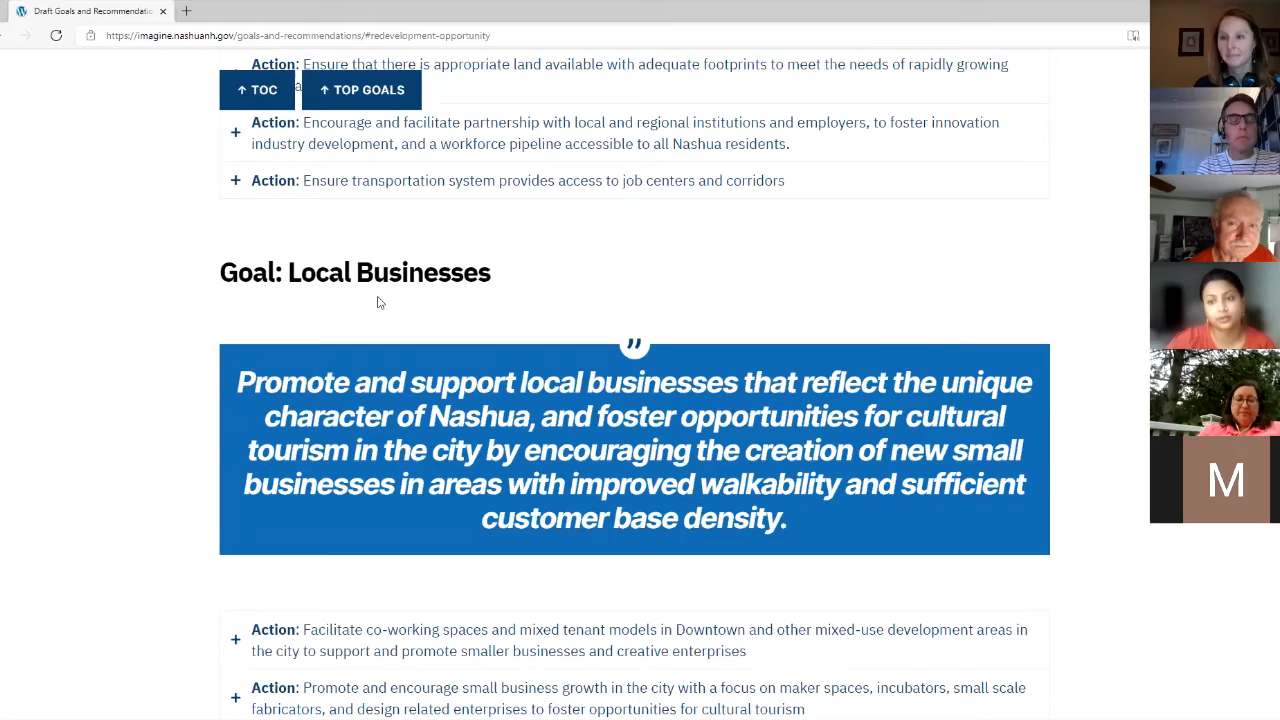 Draft Goals and Recommendatio
https://imagine.nashuanh.gov/goals-and-recommendations/#redevelopment-opportunity
Action: Ensure that there is appropriate land available with adequate footprints to meet the needs of rapidly growing
↑ TOC
↑ TOP GOALS
+ Action: Encourage and facilitate partnership with local and regional institutions and employers, to foster innovation
industry development, and a workforce pipeline accessible to all Nashua residents.
+ Action: Ensure transportation system provides access to job centers and corridors
Goal: Local Businesses
”
Promote and support local businesses that reflect the unique
character of Nashua, and foster opportunities for cultural
tourism in the city by encouraging the creation of new small
businesses in areas with improved walkability and sufficient
customer base density.
+ Action: Facilitate co-working spaces and mixed tenant models in Downtown and other mixed-use development areas in
the city to support and promote smaller businesses and creative enterprises
+ Action: Promote and encourage small business growth in the city with a focus on maker spaces, incubators, small scale
fabricators, and design related enterprises to foster opportunities for cultural tourism
M